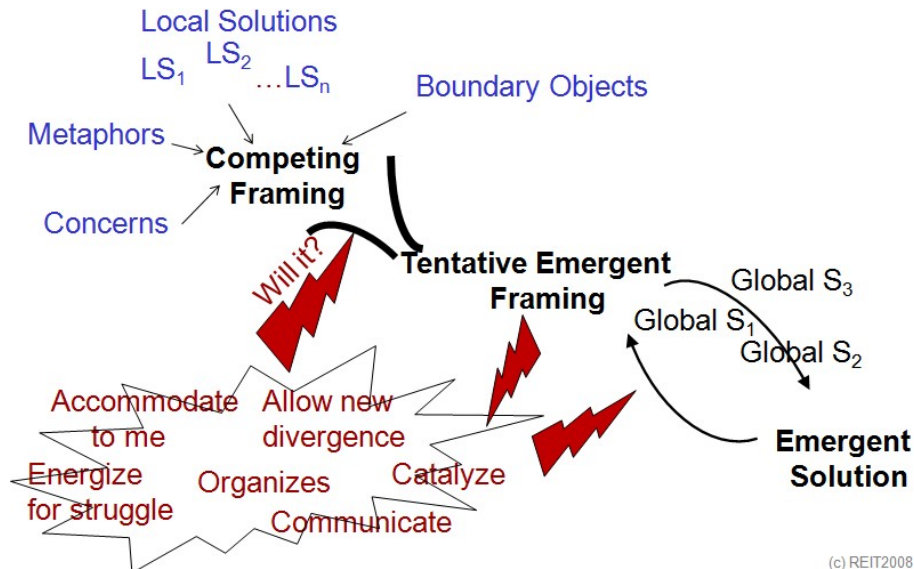 Local Solutions
LS₁ LS₂
...LSₙ
Boundary Objects
Metaphors
Competing
Framing
Concerns
Will it?
Tentative Emergent
Framing
Global S₃
Global S₁
Global S₂
Accommodate
to me
Allow new
divergence
Energize
for struggle
Organizes
Catalyze
Communicate
Emergent
Solution
(c) REIT2008